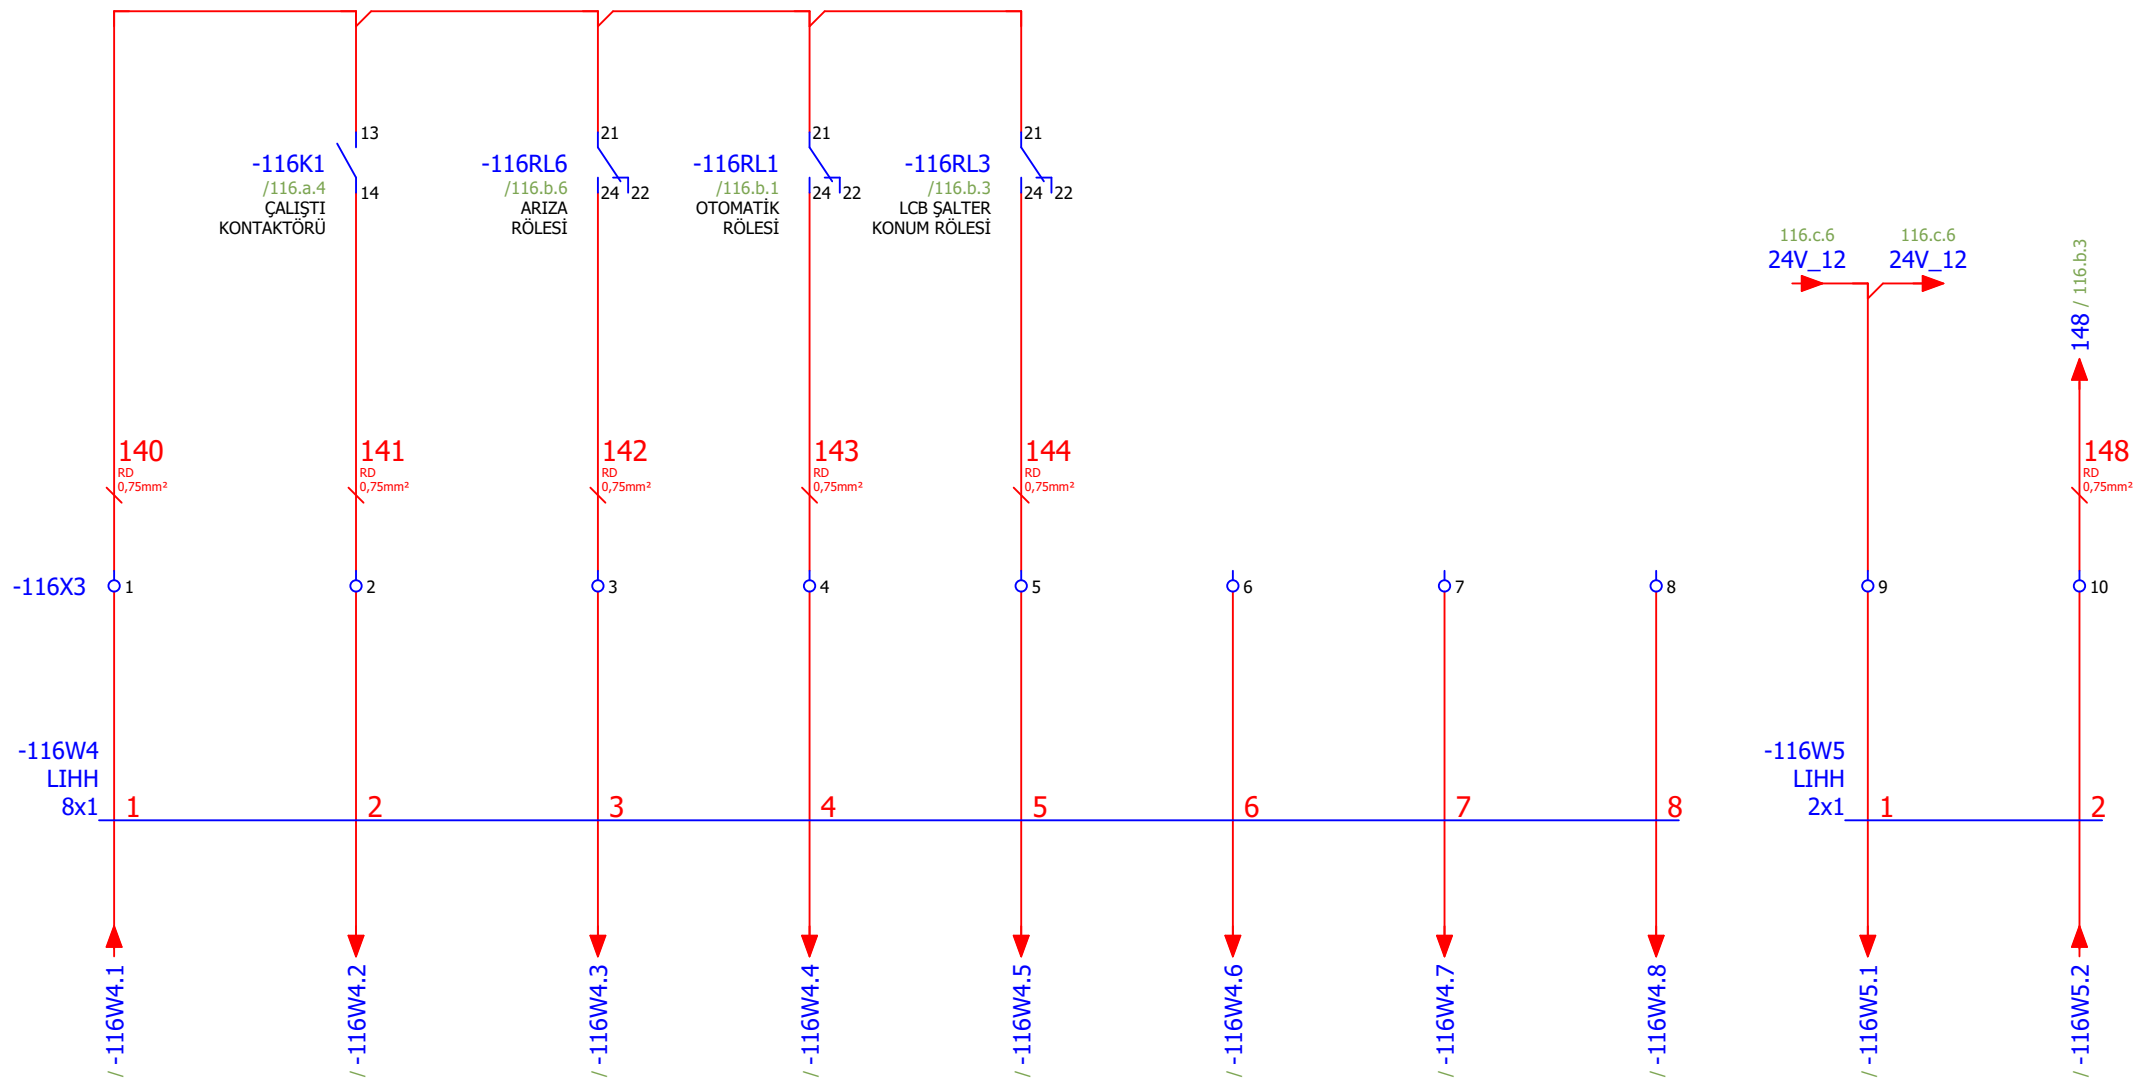 13
-116K1
/116.a.4
14
ÇALIŞTI
KONTAKTÖRÜ
21
-116RL6
/116.b.6
24
22
ARIZA
RÖLESİ
21
-116RL1
/116.b.1
24
22
OTOMATİK
RÖLESİ
21
-116RL3
/116.b.3
24
22
LCB ŞALTER
KONUM RÖLESİ
116.c.6
24V_12
116.c.6
24V_12
148 / 116.b.3
140
RD
0,75mm²
141
RD
0,75mm²
142
RD
0,75mm²
143
RD
0,75mm²
144
RD
0,75mm²
148
RD
0,75mm²
-116X3
1
2
3
4
5
6
7
8
9
10
-116W4
LIHH
8x1
1
2
3
4
5
6
7
8
-116W5
LIHH
2x1
1
2
/ -116W4.1
/ -116W4.2
/ -116W4.3
/ -116W4.4
/ -116W4.5
/ -116W4.6
/ -116W4.7
/ -116W4.8
/ -116W5.1
/ -116W5.2